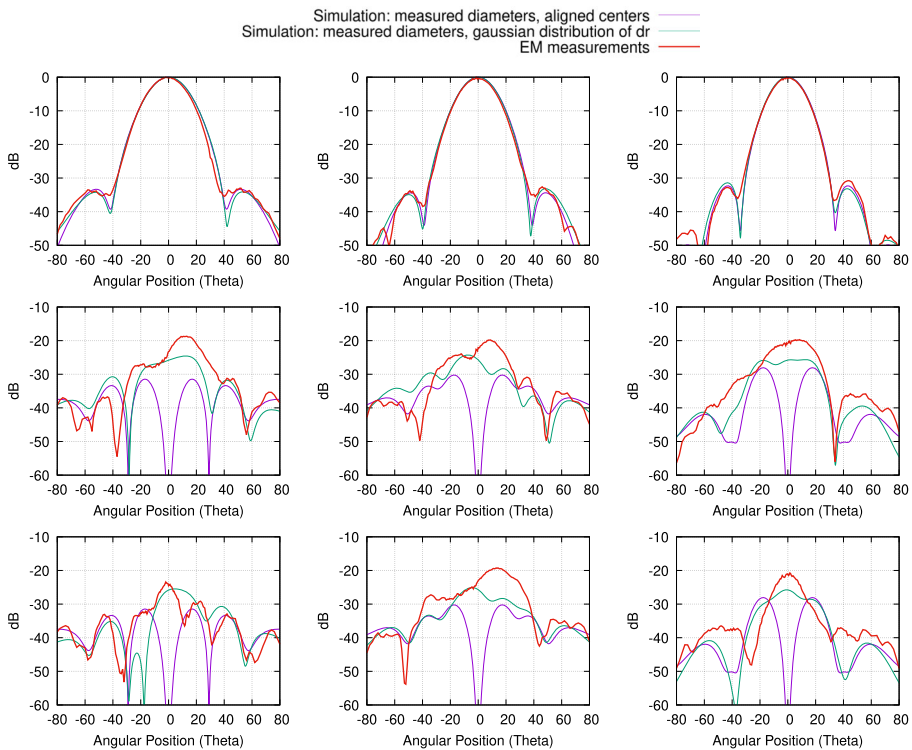 Simulation: measured diameters, aligned centers
Simulation: measured diameters, gaussian distribution of dr
EM measurements
0
-10
-20
-30
-40
-50
dB
-80 -60 -40 -20 0 20 40 60 80
Angular Position (Theta)
0
-10
-20
-30
-40
-50
dB
-80 -60 -40 -20 0 20 40 60 80
Angular Position (Theta)
0
-10
-20
-30
-40
-50
dB
-80 -60 -40 -20 0 20 40 60 80
Angular Position (Theta)
-10
-20
-30
-40
-50
-60
dB
-80 -60 -40 -20 0 20 40 60 80
Angular Position (Theta)
-10
-20
-30
-40
-50
-60
dB
-80 -60 -40 -20 0 20 40 60 80
Angular Position (Theta)
-10
-20
-30
-40
-50
-60
dB
-80 -60 -40 -20 0 20 40 60 80
Angular Position (Theta)
-10
-20
-30
-40
-50
-60
dB
-80 -60 -40 -20 0 20 40 60 80
Angular Position (Theta)
-10
-20
-30
-40
-50
-60
dB
-80 -60 -40 -20 0 20 40 60 80
Angular Position (Theta)
-10
-20
-30
-40
-50
-60
dB
-80 -60 -40 -20 0 20 40 60 80
Angular Position (Theta)